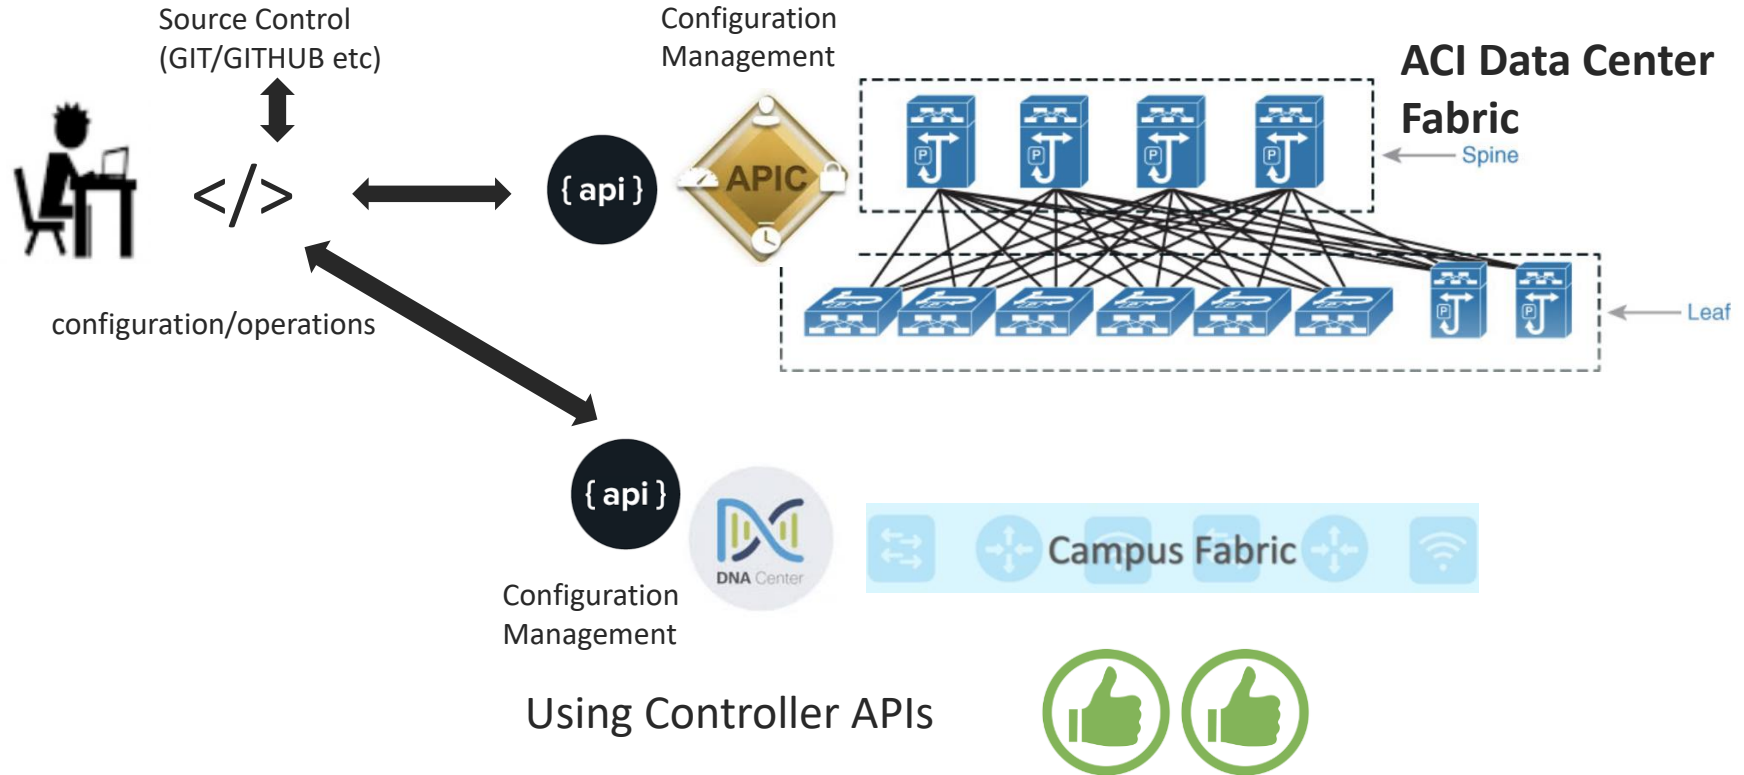 Source Control
(GIT/GITHUB etc)
Configuration
Management
ACI Data Center
Fabric
Spine
</>
{ api }
APIC
P
P
P
P
Leaf
P
P
configuration/operations
{ api }
DNA Center
Campus Fabric
Configuration
Management
Using Controller APIs